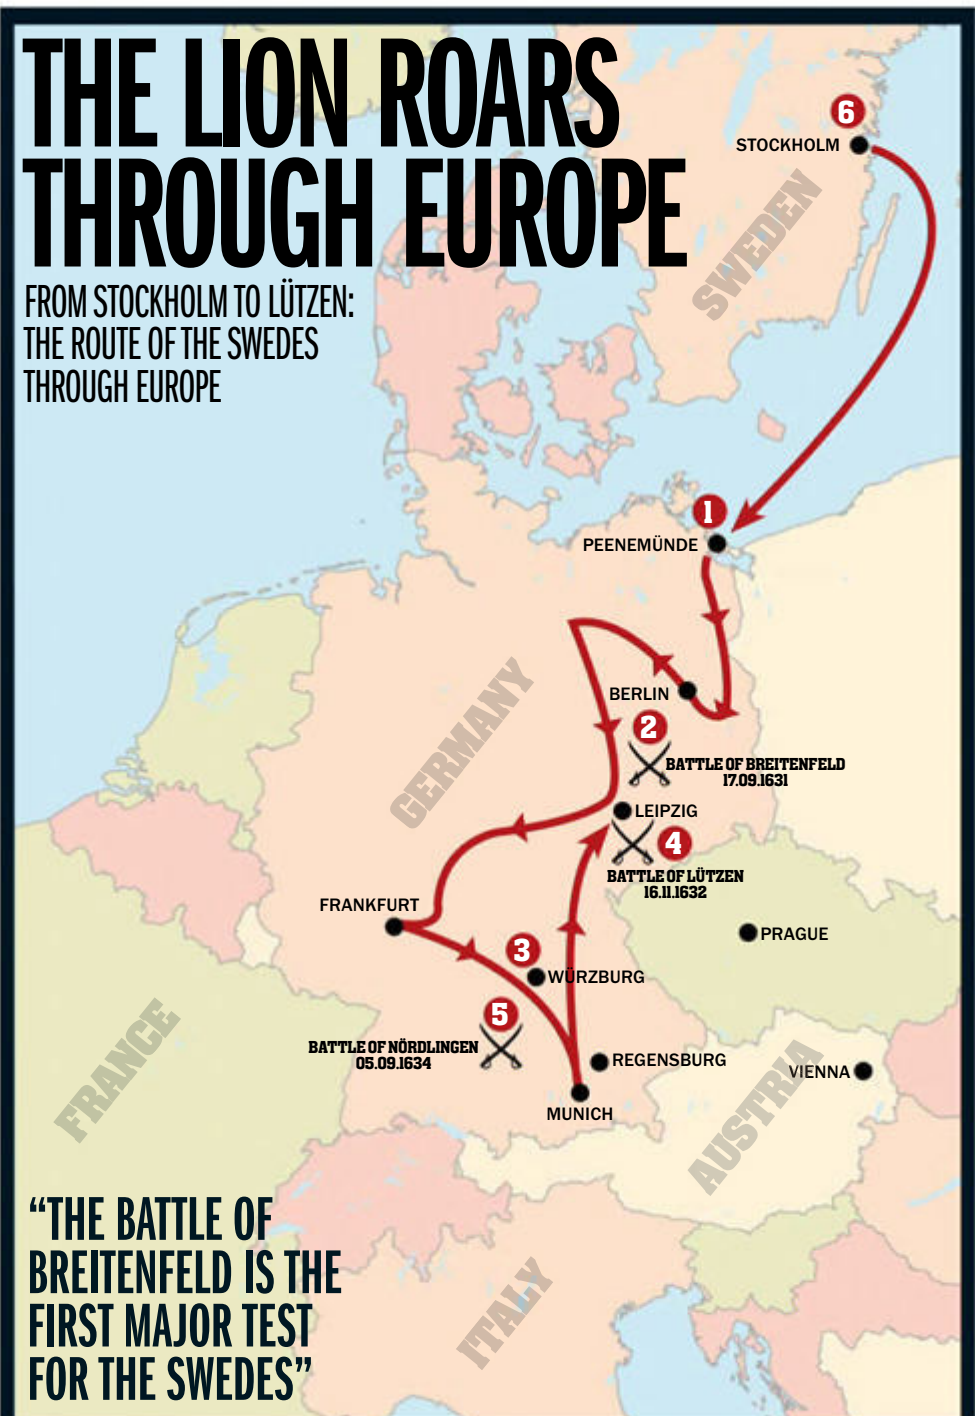 THE LION ROARS
THROUGH EUROPE
FROM STOCKHOLM TO LÜTZEN:
THE ROUTE OF THE SWEDES
THROUGH EUROPE
6
STOCKHOLM
SWEDEN
1
PEENEMÜNDE
BERLIN
GERMANY
2
BATTLE OF BREITENFELD
17.09.1631
LEIPZIG
4
BATTLE OF LÜTZEN
16.11.1632
FRANKFURT
PRAGUE
3
WÜRZBURG
5
BATTLE OF NÖRDLINGEN
05.09.1634
REGENSBURG
VIENNA
MUNICH
FRANCE
AUSTRIA
ITALY
“THE BATTLE OF
BREITENFELD IS THE
FIRST MAJOR TEST
FOR THE SWEDES”